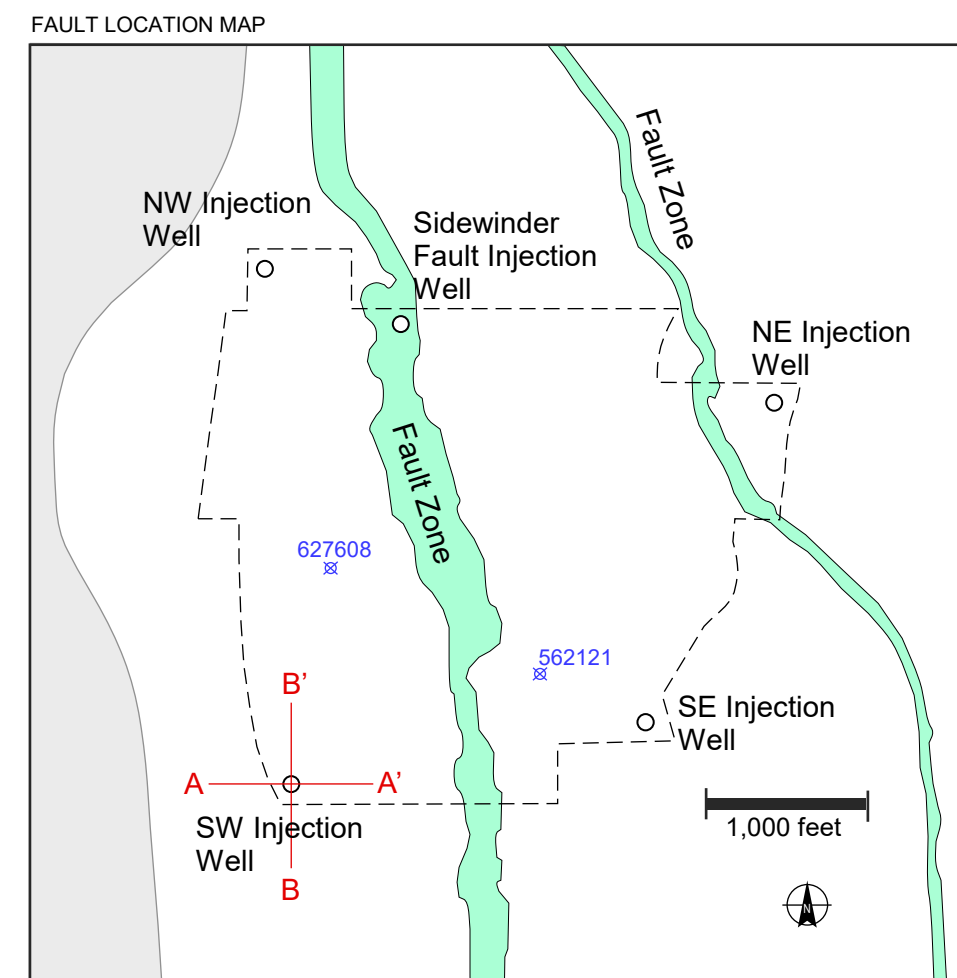 FAULT LOCATION MAP
Fault Zone
NW Injection
Well
Sidewinder
Fault Injection
Well
NE Injection
Well
Fault Zone
627608
562121
B’
SE Injection
Well
A
A’
1,000 feet
SW Injection
Well
B
N